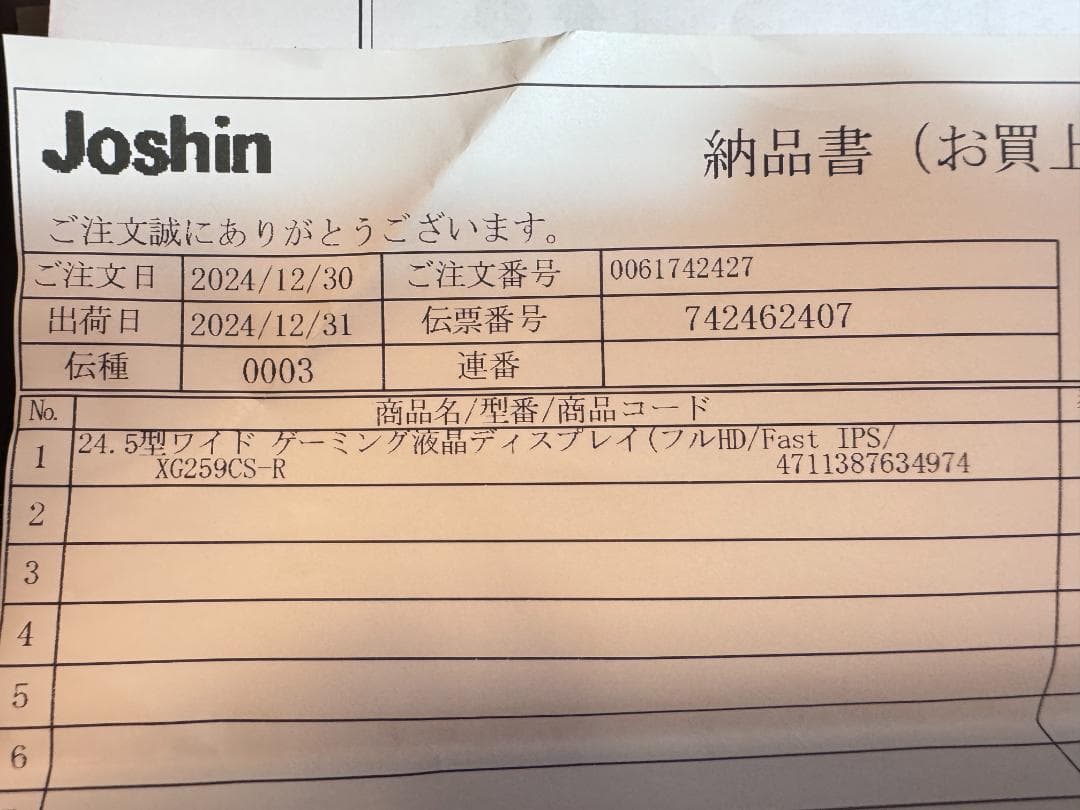 Joshin
納品書（お買上
ご注文誠にありがとうございます。
ご注文日 2024/12/30 ご注文番号 0061742427
出荷日 2024/12/31 伝票番号 742462407
伝種 0003 連番
No. 商品名/型番/商品コード
1 24.5型ワイド ゲーミング液晶ディスプレイ(フルHD/Fast IPS/
XG259CS-R 4711387634974
2
3
4
5
6